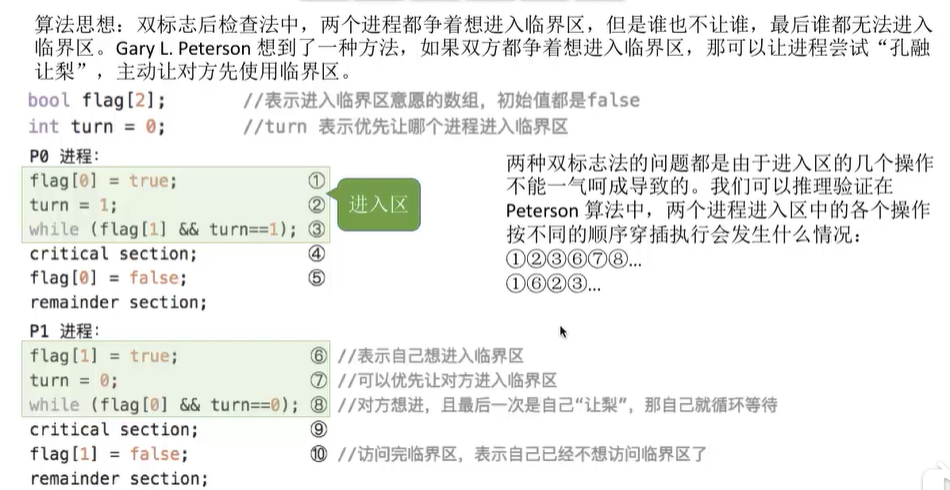 算法思想：双标志后检查法中，两个进程都争着想进入临界区，但是谁也不让谁，最后谁都无法进入
临界区。Gary L. Peterson 想到了一种方法，如果双方都争着想进入临界区，那可以让进程尝试“孔融
让梨”，主动让对方先使用临界区。
bool flag[2]; //表示进入临界区意愿的数组，初始值都是false
int turn = 0; //turn 表示优先让哪个进程进入临界区
P0 进程：
flag[0] = true; ①
turn = 1; ②
while (flag[1] && turn==1); ③
critical section; ④
flag[0] = false; ⑤
remainder section;
进入区
两种双标志法的问题都是由于进入区的几个操作
不能一气呵成导致的。我们可以推理验证在
Peterson 算法中，两个进程进入区中的各个操作
按不同的顺序穿插执行会发生什么情况：
①②③⑥⑦⑧...
①⑥②③...
P1 进程：
flag[1] = true; ⑥ //表示自己想进入临界区
turn = 0; ⑦ //可以优先让对方进入临界区
while (flag[0] && turn==0); ⑧ //对方想进，且最后一次是自己“让梨”，那自己就循环等待
critical section; ⑨
flag[1] = false; ⑩ //访问完临界区，表示自己已经不想访问临界区了
remainder section;